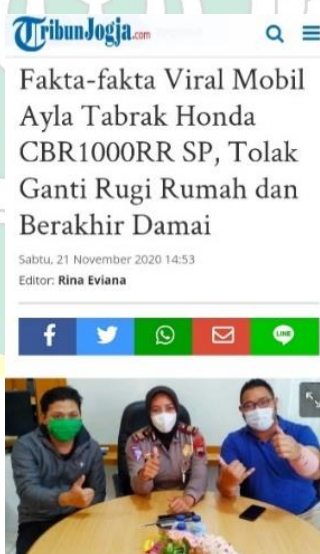 TribunJogja.com
Fakta-fakta Viral Mobil
Ayla Tabrak Honda
CBR1000RR SP, Tolak
Ganti Rugi Rumah dan
Berakhir Damai
Sabtu, 21 November 2020 14:53
Editor: Rina Eviana
LINE